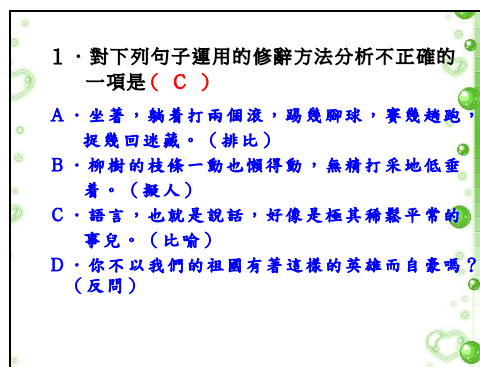 1．對下列句子運用的修辭方法分析不正確的
一項是（ C ）
A．坐著，躺着打兩個滾，踢幾腳球，賽幾趟跑，
捉幾回迷藏。（排比）
B．柳樹的枝條一動也懶得動，無精打采地低垂
着。（擬人）
C．語言，也就是說話，好像是極其稀鬆平常的
事兒。（比喻）
D．你不以我們的祖國有著這樣的英雄而自豪嗎？
（反問）